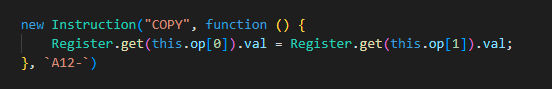 new Instruction("COPY", function () {
    Register.get(this.op[0]).val = Register.get(this.op[1]).val;
}, `A12-`)